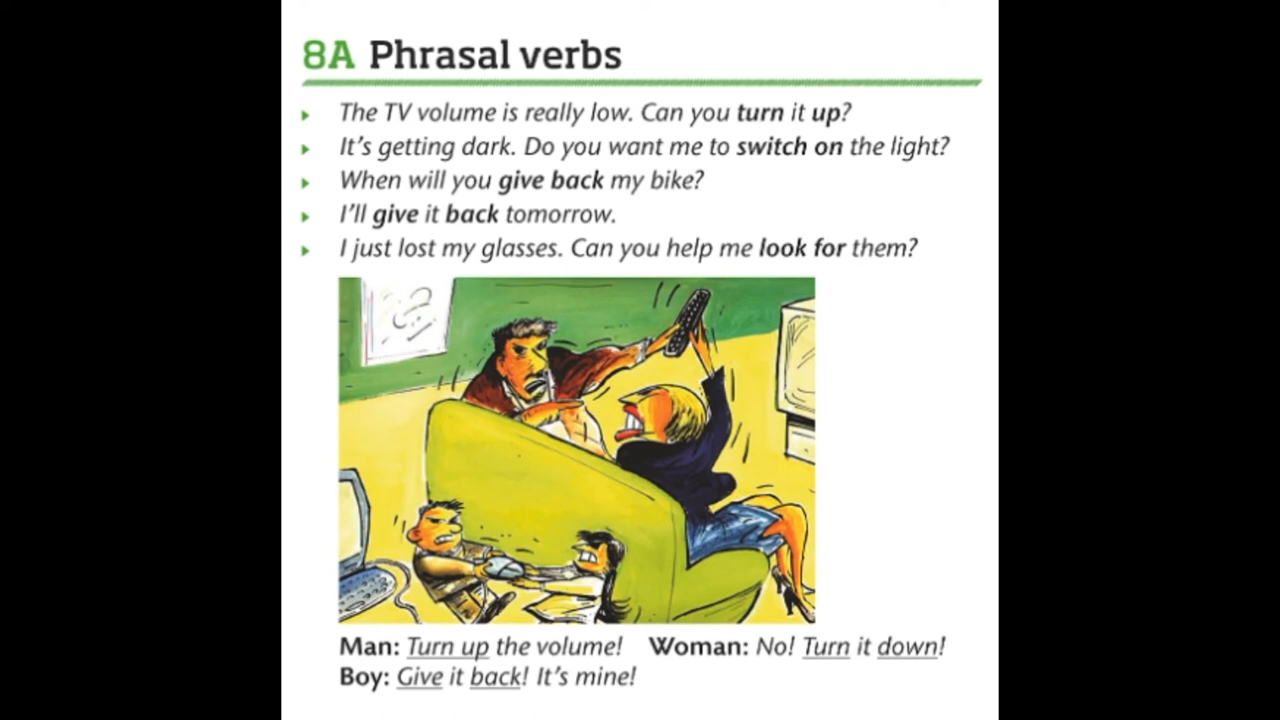 8A Phrasal verbs
The TV volume is really low. Can you turn it up?
It's getting dark. Do you want me to switch on the light?
When will you give back my bike?
I'll give it back tomorrow.
I just lost my glasses. Can you help me look for them?
Man: Turn up the volume! Woman: No! Turn it down!
Boy: Give it back! It's mine!